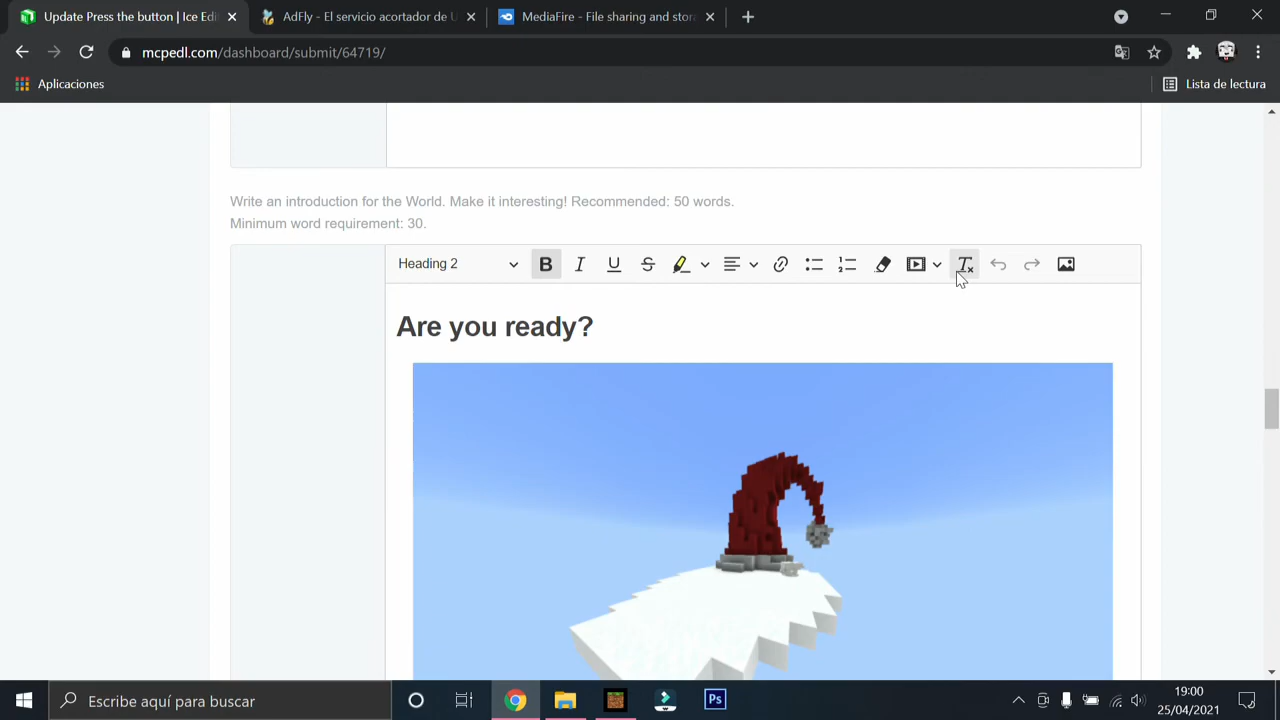 Update Press the button | Ice Edi
AdFly - El servicio acortador de U
MediaFire - File sharing and stora
mcpedl.com/dashboard/submit/64719/
Aplicaciones
Lista de lectura
Write an introduction for the World. Make it interesting! Recommended: 50 words.
Minimum word requirement: 30.
Heading 2
Are you ready?
Escribe aquí para buscar
Ps
19:00
25/04/2021